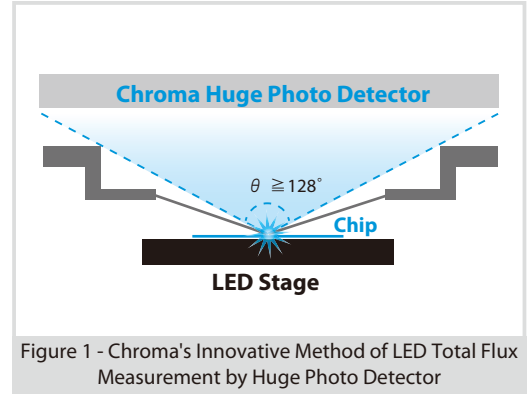 Chroma Huge Photo Detector
θ ≧128°
Chip
LED Stage
Figure 1 - Chroma's Innovative Method of LED Total Flux
Measurement by Huge Photo Detector